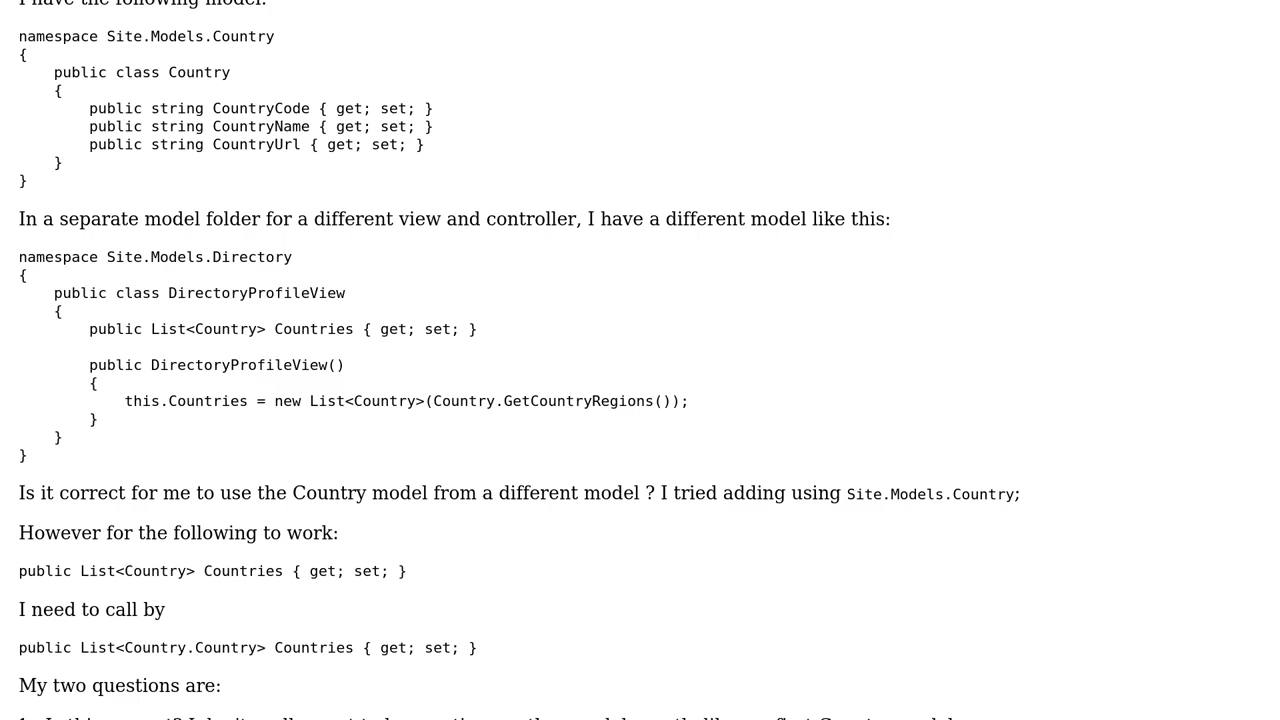 I have the following model:
namespace Site.Models.Country
{
    public class Country
    {
        public string CountryCode { get; set; }
        public string CountryName { get; set; }
        public string CountryUrl { get; set; }
    }
}
In a separate model folder for a different view and controller, I have a different model like this:
namespace Site.Models.Directory
{
    public class DirectoryProfileView
    {
        public List<Country> Countries { get; set; }

        public DirectoryProfileView()
        {
            this.Countries = new List<Country>(Country.GetCountryRegions());
        }
    }
}
Is it correct for me to use the Country model from a different model ? I tried adding using Site.Models.Country;
However for the following to work:
public List<Country> Countries { get; set; }
I need to call by
public List<Country.Country> Countries { get; set; }
My two questions are: